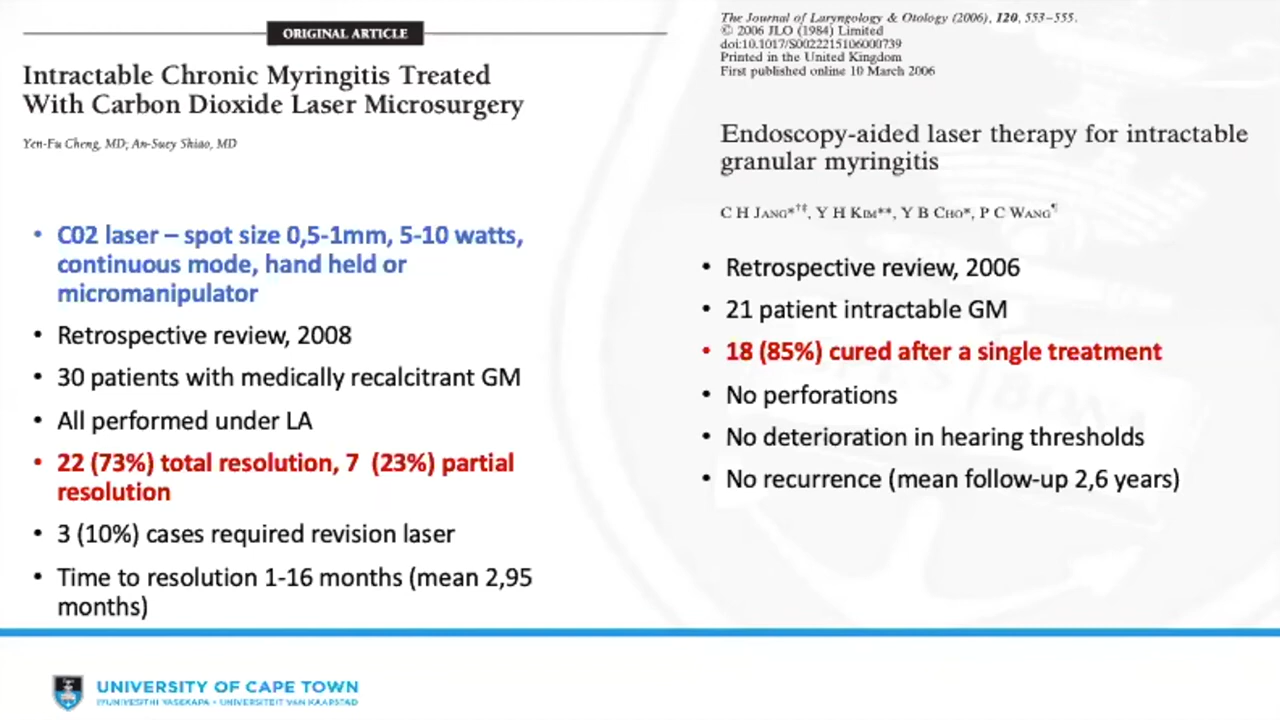 ORIGINAL ARTICLE
Intractable Chronic Myringitis Treated
With Carbon Dioxide Laser Microsurgery
Yen-Fu Cheng, MD; An-Suey Shiao, MD
• C02 laser – spot size 0,5-1mm, 5-10 watts,
continuous mode, hand held or
micromanipulator
• Retrospective review, 2008
• 30 patients with medically recalcitrant GM
• All performed under LA
• 22 (73%) total resolution, 7 (23%) partial
resolution
• 3 (10%) cases required revision laser
• Time to resolution 1-16 months (mean 2,95
months)
The Journal of Laryngology & Otology (2006), 120, 553–555.
© 2006 JLO (1984) Limited
doi:10.1017/S0022215106000739
Printed in the United Kingdom
First published online 10 March 2006
Endoscopy-aided laser therapy for intractable
granular myringitis
C H JANG*†‡, Y H KIM**, Y B CHO*, P C WANG¶
• Retrospective review, 2006
• 21 patient intractable GM
• 18 (85%) cured after a single treatment
• No perforations
• No deterioration in hearing thresholds
• No recurrence (mean follow-up 2,6 years)
UNIVERSITY OF CAPE TOWN
IYUNIVESITHI YASEKAPA • UNIVERSITEIT VAN KAAPSTAD